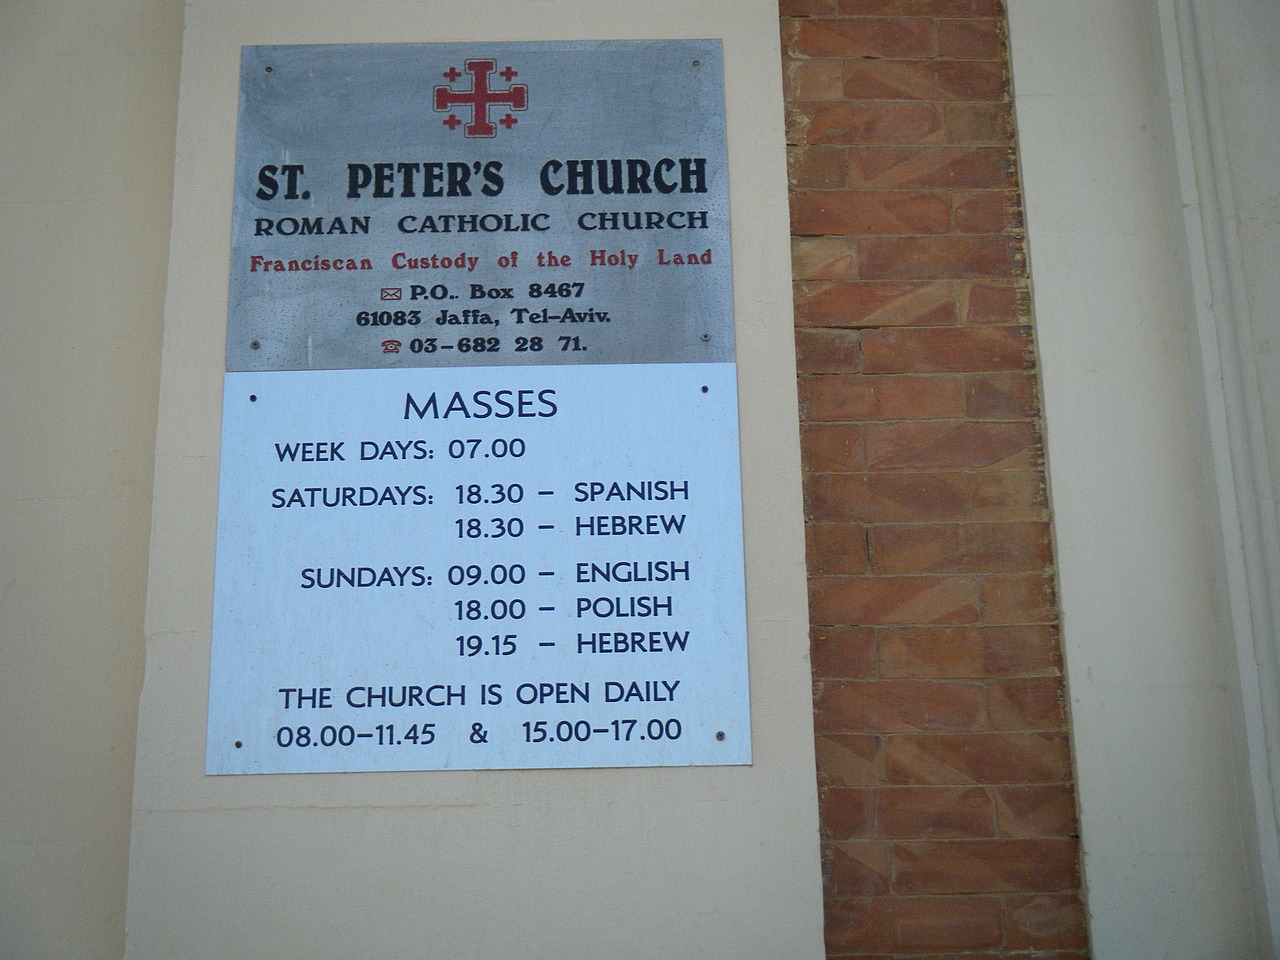 ST. PETER'S CHURCH
ROMAN CATHOLIC CHURCH
Franciscan Custody of the Holy Land
P.O.. Box 8467
61083 Jaffa, Tel-Aviv.
03-682 28 71.
MASSES
WEEK DAYS: 07.00
SATURDAYS: 18.30 - SPANISH
18.30 - HEBREW
SUNDAYS: 09.00 - ENGLISH
18.00 - POLISH
19.15 - HEBREW
THE CHURCH IS OPEN DAILY
08.00-11.45 & 15.00-17.00